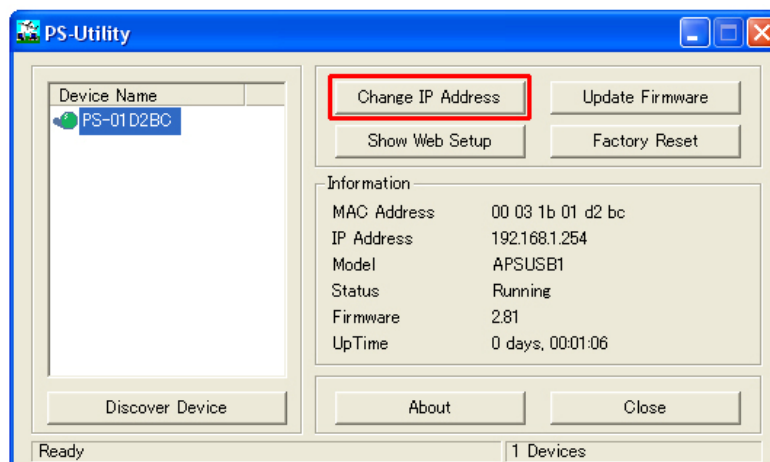 PS-Utility
Device Name
PS-01D2BC
Discover Device
Change IP Address
Update Firmware
Show Web Setup
Factory Reset
Information
MAC Address 00 03 1b 01 d2 bc
IP Address 192.168.1.254
Model APSUSB1
Status Running
Firmware 2.81
UpTime 0 days, 00:01:06
About
Close
Ready
1 Devices